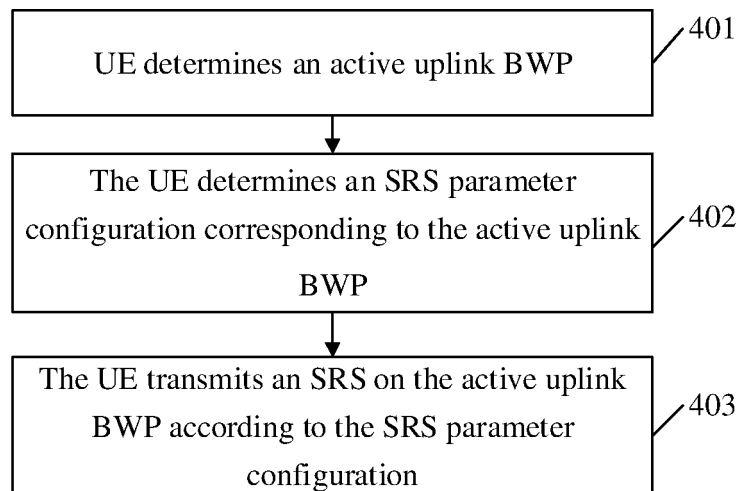 401
UE determines an active uplink BWP
The UE determines an SRS parameter
configuration corresponding to the active uplink
BWP
402
The UE transmits an SRS on the active uplink
BWP according to the SRS parameter
configuration
403